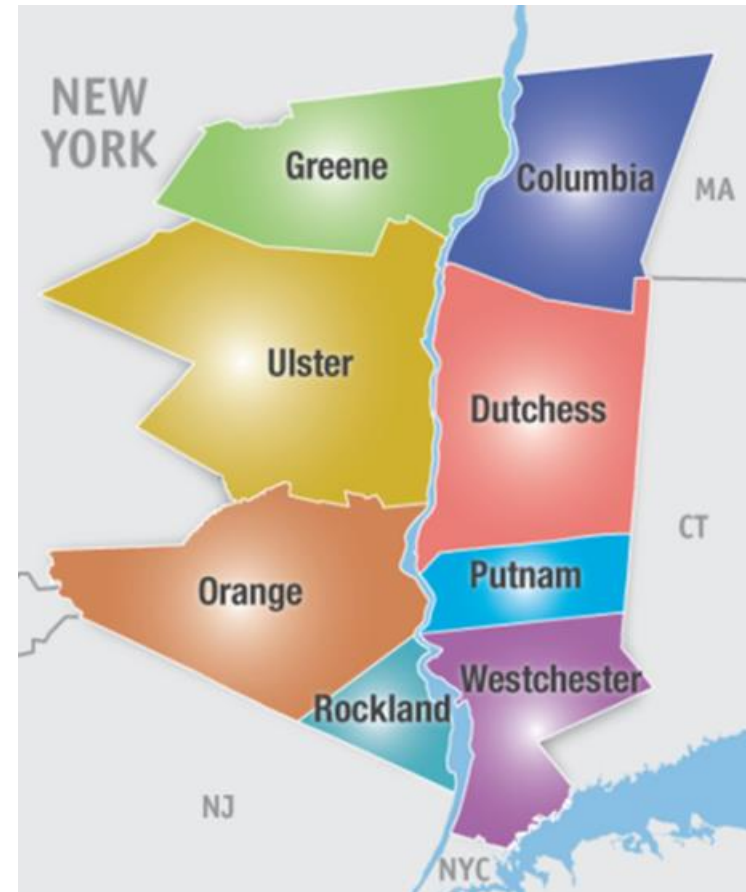 NEW
YORK
Greene
Columbia
MA
Ulster
Dutchess
CT
Putnam
Orange
Westchester
Rockland
NJ
NYC